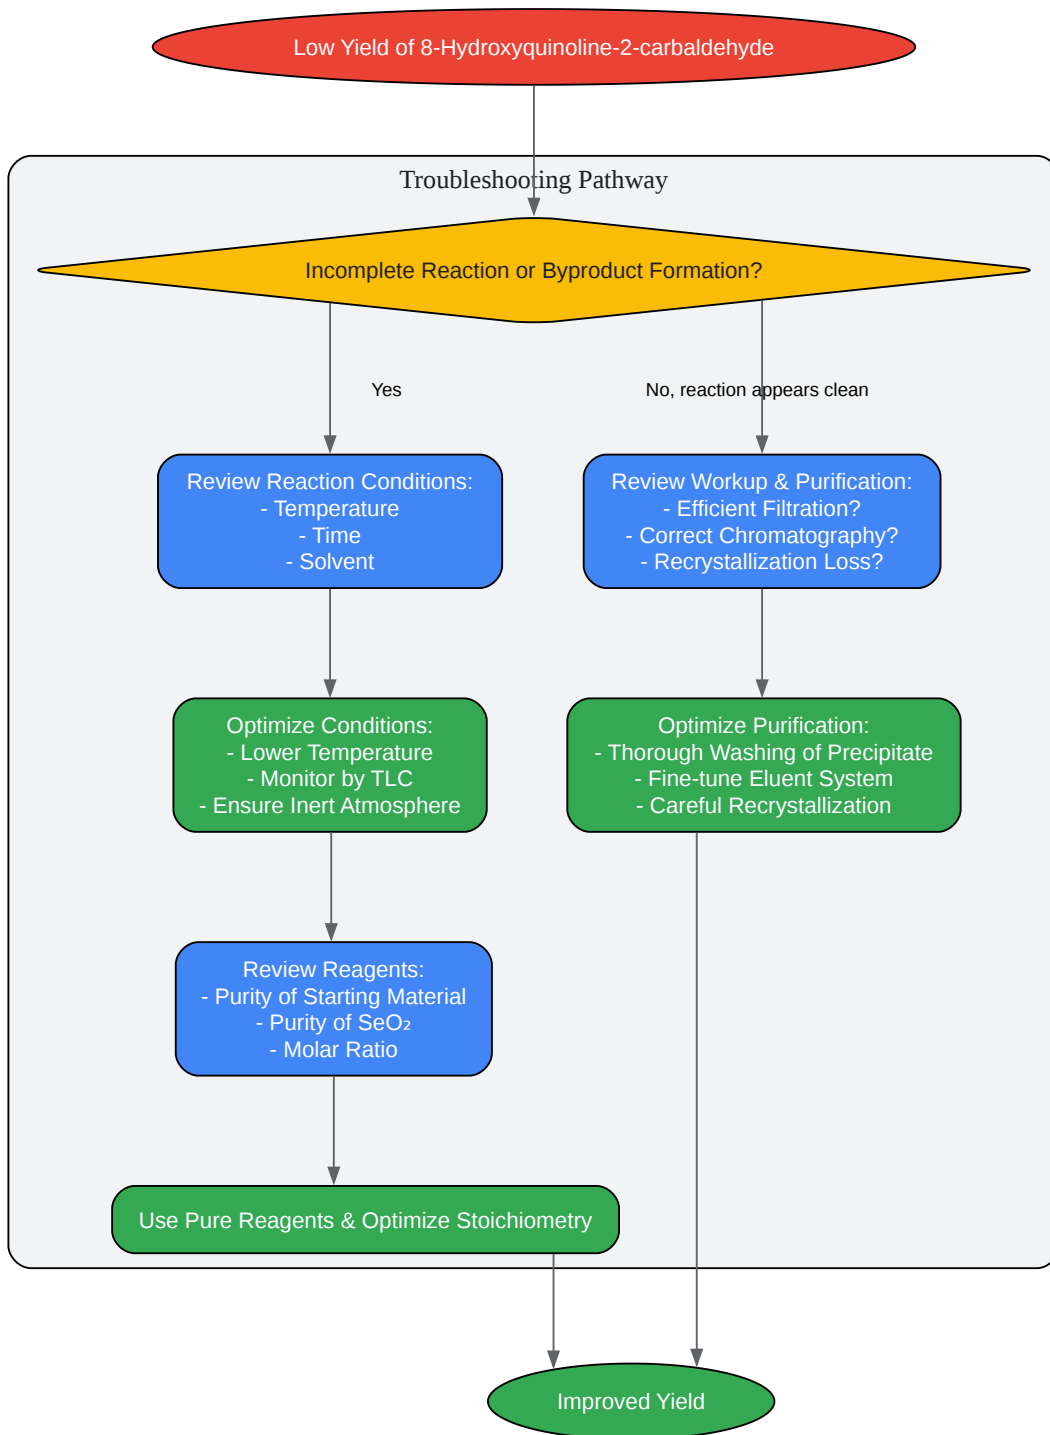 Low Yield of 8-Hydroxyquinoline-2-carbaldehyde
Troubleshooting Pathway
Incomplete Reaction or Byproduct Formation?
Yes
No, reaction appears clean
Review Reaction Conditions:
- Temperature
- Time
- Solvent
Review Workup & Purification:
- Efficient Filtration?
- Correct Chromatography?
- Recrystallization Loss?
Optimize Conditions:
- Lower Temperature
- Monitor by TLC
- Ensure Inert Atmosphere
Optimize Purification:
- Thorough Washing of Precipitate
- Fine-tune Eluent System
- Careful Recrystallization
Review Reagents:
- Purity of Starting Material
- Purity of SeO₂
- Molar Ratio
Use Pure Reagents & Optimize Stoichiometry
Improved Yield